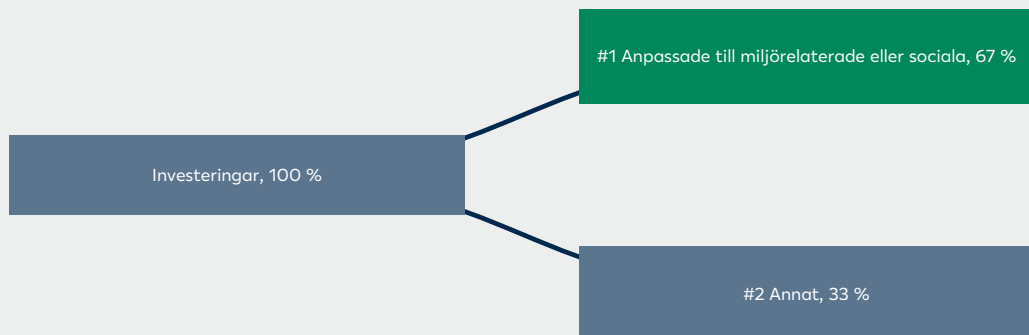 #1 Anpassade till miljörelaterade eller sociala, 67 %
Investeringar, 100 %
#2 Annat, 33 %